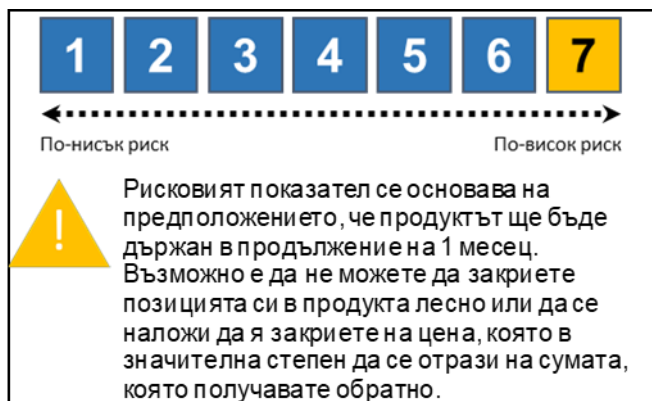 1 2 3 4 5 6 7
По-нисък риск По-висок риск
!
Рисковият показател се основава на
предположението, че продуктът ще бъде
държан в продължение на 1 месец.
Възможно е да не можете да закриете
позицията си в продукта лесно или да се
наложи да я закриете на цена, която в
значителна степен да се отрази на сумата,
която получавате обратно.